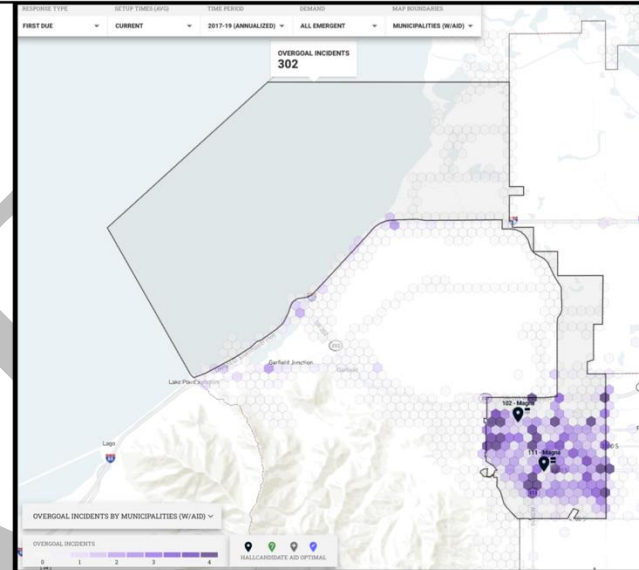 RESPONSE TYPE SETUP TIMES (AVG) TIME PERIOD DEMAND MAP BOUNDARIES
FIRST DUE CURRENT 2017-19 (ANNUALIZED) ALL EMERGENT MUNICIPALITIES (W/AID)
OVERGOAL INCIDENTS
302
Garfield Junction
Lake Point
Lago
102 - Magna
111 - Magna
OVERGOAL INCIDENTS BY MUNICIPALITIES (W/AID)
OVERGOAL INCIDENTS
0 1 2 3 4
HALL CANDIDATE AID OPTIMAL